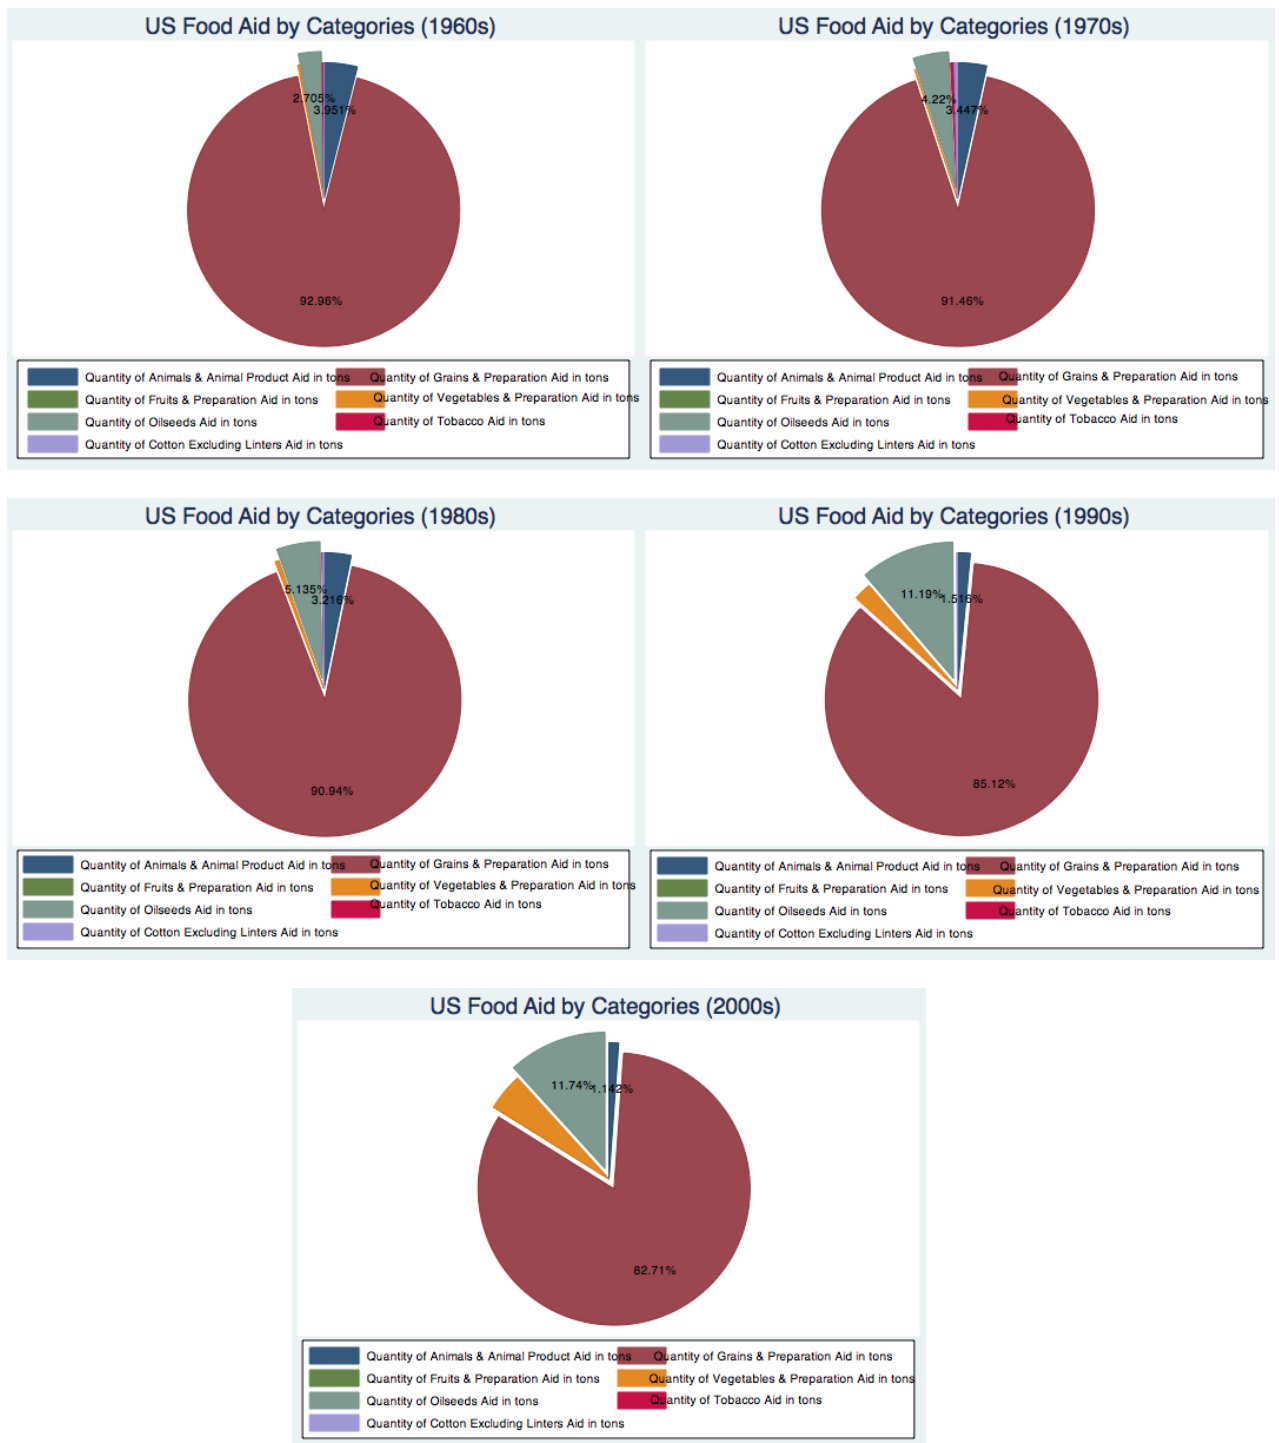 US Food Aid by Categories (1960s)
2.705%
3.951%
92.96%
Quantity of Animals & Animal Product Aid in tons
Quantity of Grains & Preparation Aid in tons
Quantity of Fruits & Preparation Aid in tons
Quantity of Vegetables & Preparation Aid in tons
Quantity of Oilseeds Aid in tons
Quantity of Tobacco Aid in tons
Quantity of Cotton Excluding Linters Aid in tons
US Food Aid by Categories (1970s)
4.22%
3.447%
91.46%
Quantity of Animals & Animal Product Aid in tons
Quantity of Grains & Preparation Aid in tons
Quantity of Fruits & Preparation Aid in tons
Quantity of Vegetables & Preparation Aid in tons
Quantity of Oilseeds Aid in tons
Quantity of Tobacco Aid in tons
Quantity of Cotton Excluding Linters Aid in tons
US Food Aid by Categories (1980s)
5.135%
3.216%
90.94%
Quantity of Animals & Animal Product Aid in tons
Quantity of Grains & Preparation Aid in tons
Quantity of Fruits & Preparation Aid in tons
Quantity of Vegetables & Preparation Aid in tons
Quantity of Oilseeds Aid in tons
Quantity of Tobacco Aid in tons
Quantity of Cotton Excluding Linters Aid in tons
US Food Aid by Categories (1990s)
11.19%
1.516%
85.12%
Quantity of Animals & Animal Product Aid in tons
Quantity of Grains & Preparation Aid in tons
Quantity of Fruits & Preparation Aid in tons
Quantity of Vegetables & Preparation Aid in tons
Quantity of Oilseeds Aid in tons
Quantity of Tobacco Aid in tons
Quantity of Cotton Excluding Linters Aid in tons
US Food Aid by Categories (2000s)
11.74%
1.142%
82.71%
Quantity of Animals & Animal Product Aid in tons
Quantity of Grains & Preparation Aid in tons
Quantity of Fruits & Preparation Aid in tons
Quantity of Vegetables & Preparation Aid in tons
Quantity of Oilseeds Aid in tons
Quantity of Tobacco Aid in tons
Quantity of Cotton Excluding Linters Aid in tons